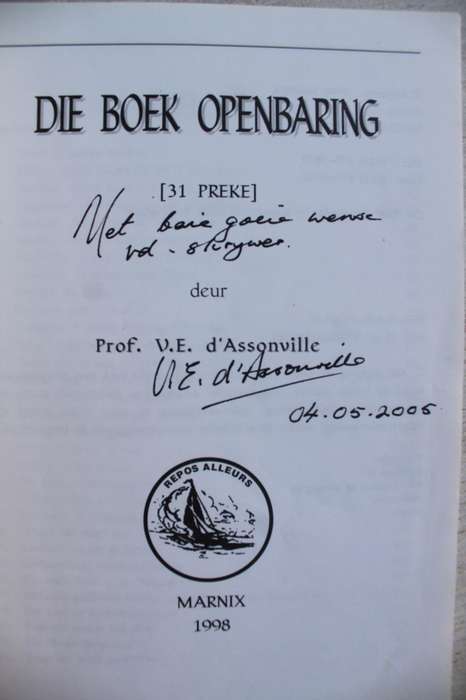 DIE BOEK OPENBARING
[31 PREKE]
Met baie goeie wense
vd. skrywer.
deur
Prof. V.E. d'Assonville
V.E. d'Assonville
04.05.2005
REPOS ALLEURS
MARNIX
1998